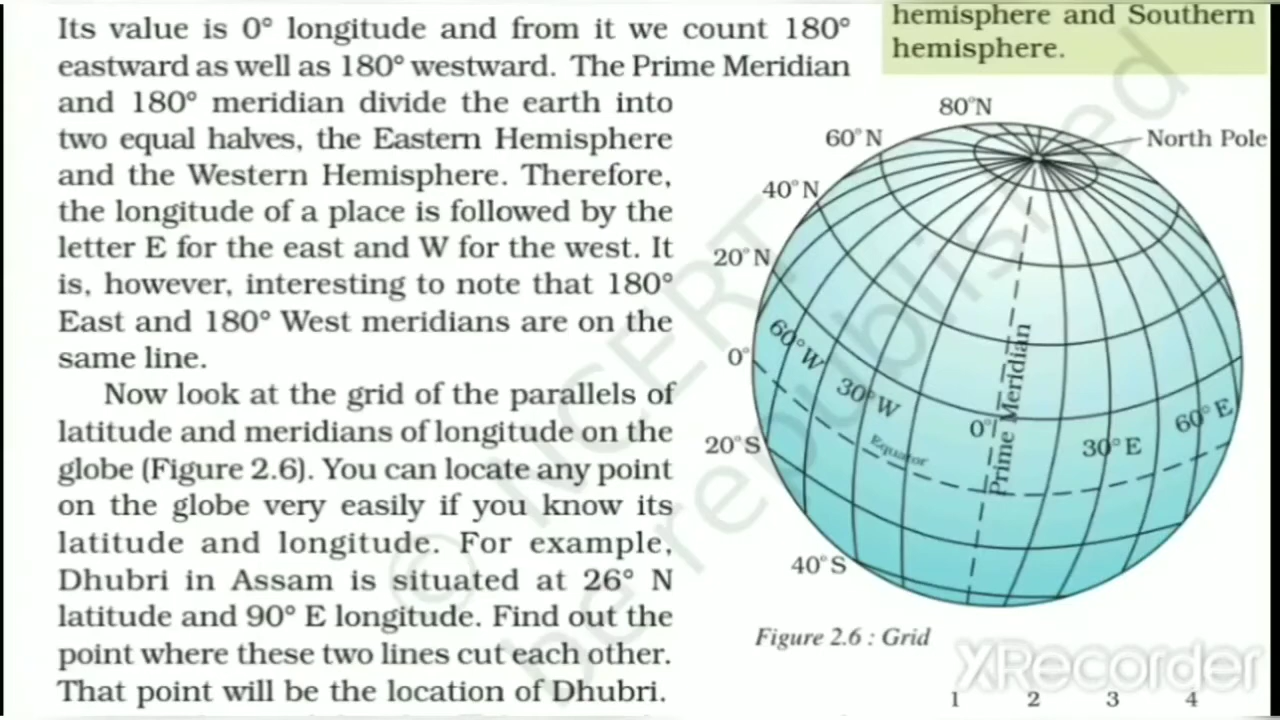 Its value is 0° longitude and from it we count 180°
eastward as well as 180° westward. The Prime Meridian
and 180° meridian divide the earth into
two equal halves, the Eastern Hemisphere
and the Western Hemisphere. Therefore,
the longitude of a place is followed by the
letter E for the east and W for the west. It
is, however, interesting to note that 180°
East and 180° West meridians are on the
same line.
Now look at the grid of the parallels of
latitude and meridians of longitude on the
globe (Figure 2.6). You can locate any point
on the globe very easily if you know its
latitude and longitude. For example,
Dhubri in Assam is situated at 26° N
latitude and 90° E longitude. Find out the
point where these two lines cut each other.
That point will be the location of Dhubri.
hemisphere and Southern
hemisphere.
80°N
60°N
North Pole
40°N
20°N
0°
60°W
30°W
0°
Prime Meridian
30°E
60°E
Equator
20°S
40°S
Figure 2.6 : Grid
© NCERT
be republished
XRecorder
1 2 3 4